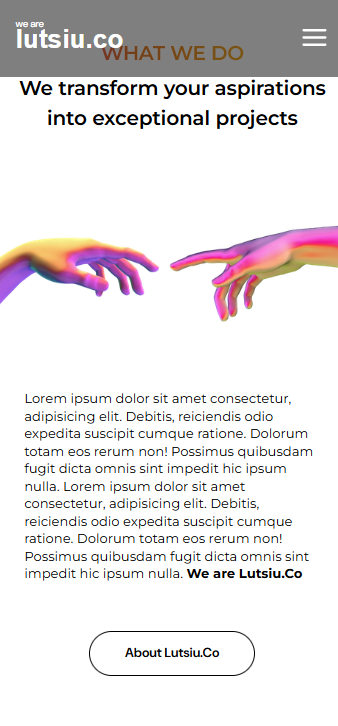 we are
lutsiu.co
WHAT WE DO
We transform your aspirations
into exceptional projects
Lorem ipsum dolor sit amet consectetur,
adipisicing elit. Debitis, reiciendis odio
expedita suscipit cumque ratione. Dolorum
totam eos rerum non! Possimus quibusdam
fugit dicta omnis sint impedit hic ipsum
nulla. Lorem ipsum dolor sit amet
consectetur, adipisicing elit. Debitis,
reiciendis odio expedita suscipit cumque
ratione. Dolorum totam eos rerum non!
Possimus quibusdam fugit dicta omnis sint
impedit hic ipsum nulla. We are Lutsiu.Co
About Lutsiu.Co